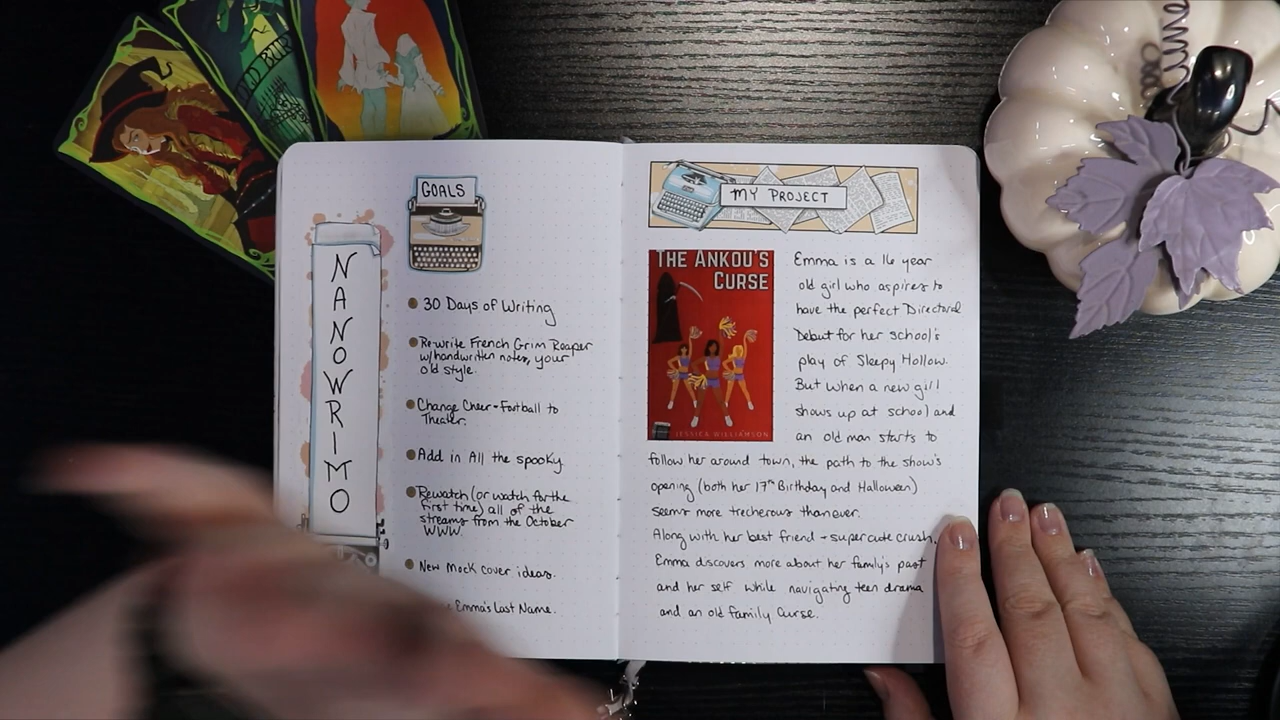 GOALS
NANOWRIMO
30 Days of Writing
Re-write French Grim Reaper
w/handwritten notes, your
old style.
Change Cheer + Football to
Theater.
Add in All the spooky
Rewatch (or watch for the
first time) all of the
streams from the October
WWW.
New Mock cover ideas.
Emma's Last Name.
MY PROJECT
THE ANKOU'S
CURSE
JESSICA WILLIAMSON
Emma is a 16 year
old girl who aspires to
have the perfect Directoral
Debut for her school's
play of Sleepy Hollow.
But when a new girl
shows up at school and
an old man starts to
follow her around town, the path to the show's
opening (both her 17th Birthday and Halloween)
seems more trecherous than ever.
Along with her best friend + super cute crush,
Emma discovers more about her family's past
and her self while navigating teen drama
and an old family Curse.